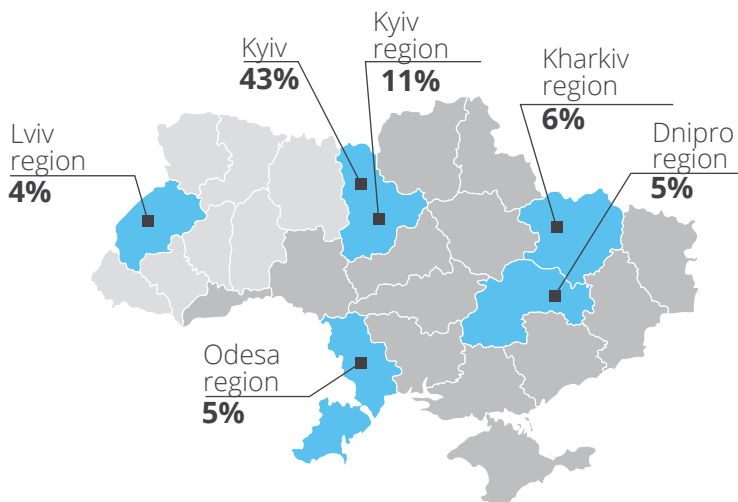 Kyiv
43%
Kyiv
region
11%
Kharkiv
region
6%
Lviv
region
4%
Dnipro
region
5%
Odesa
region
5%